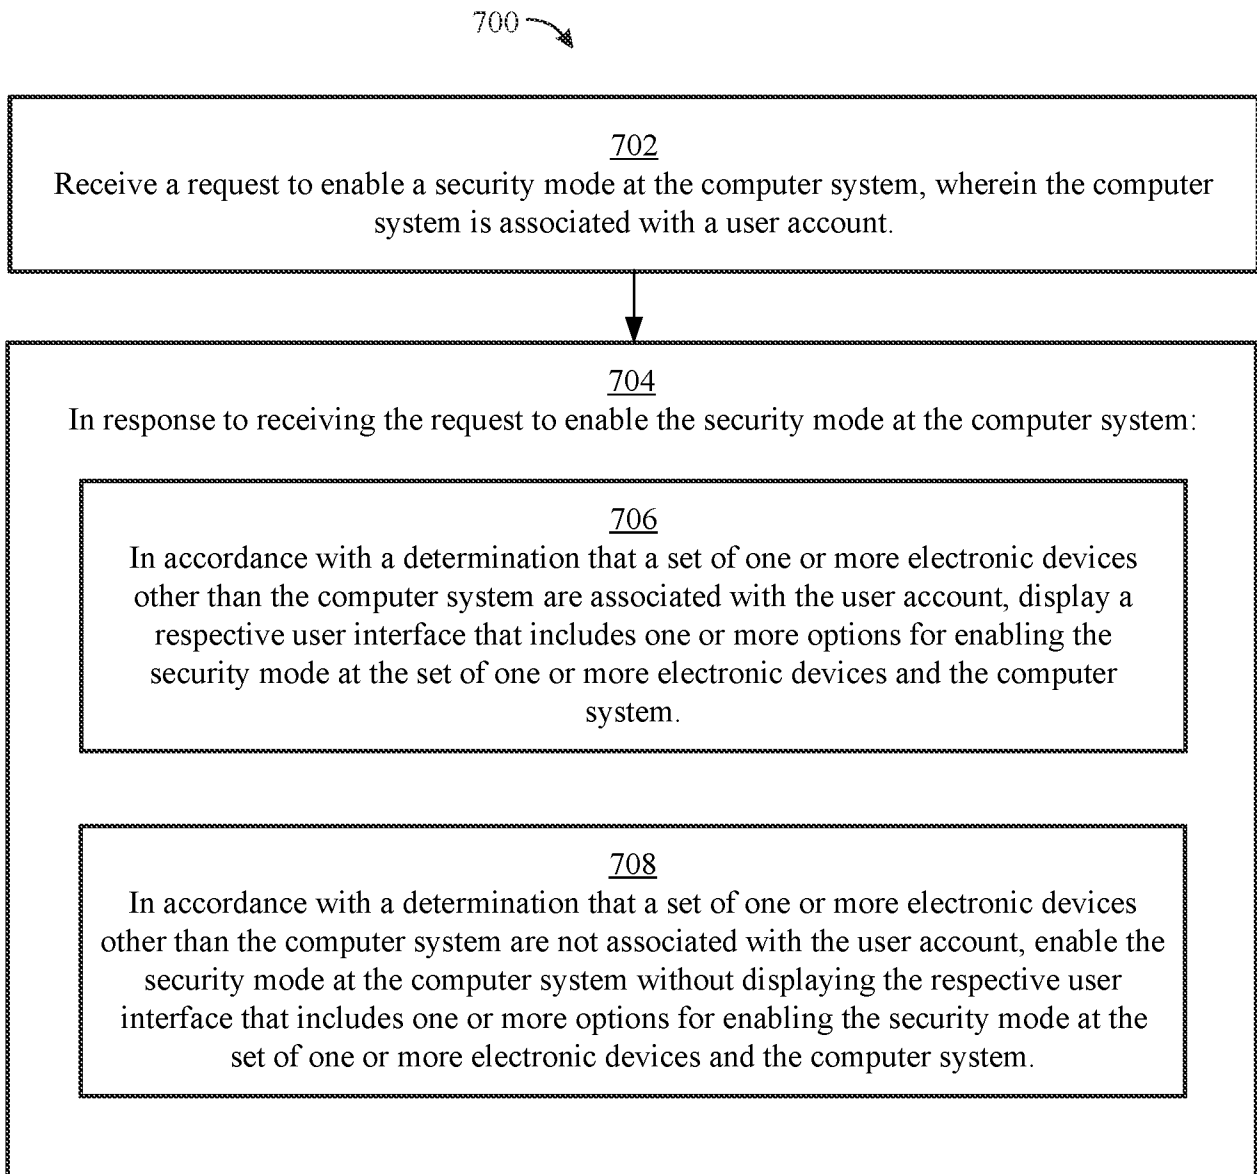 700
702
Receive a request to enable a security mode at the computer system, wherein the computer
system is associated with a user account.
704
In response to receiving the request to enable the security mode at the computer system:
706
In accordance with a determination that a set of one or more electronic devices
other than the computer system are associated with the user account, display a
respective user interface that includes one or more options for enabling the
security mode at the set of one or more electronic devices and the computer
system.
708
In accordance with a determination that a set of one or more electronic devices
other than the computer system are not associated with the user account, enable the
security mode at the computer system without displaying the respective user
interface that includes one or more options for enabling the security mode at the
set of one or more electronic devices and the computer system.